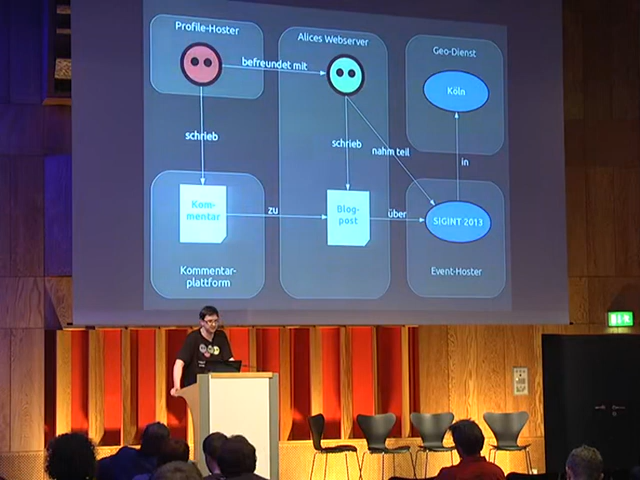 Profile-Hoster
Alices Webserver
Geo-Dienst
befreundet mit
Köln
schrieb
schrieb
nahm teil
in
Kom-
mentar
zu
Blog-
post
über
SIGINT 2013
Kommentar-
plattform
Event-Hoster